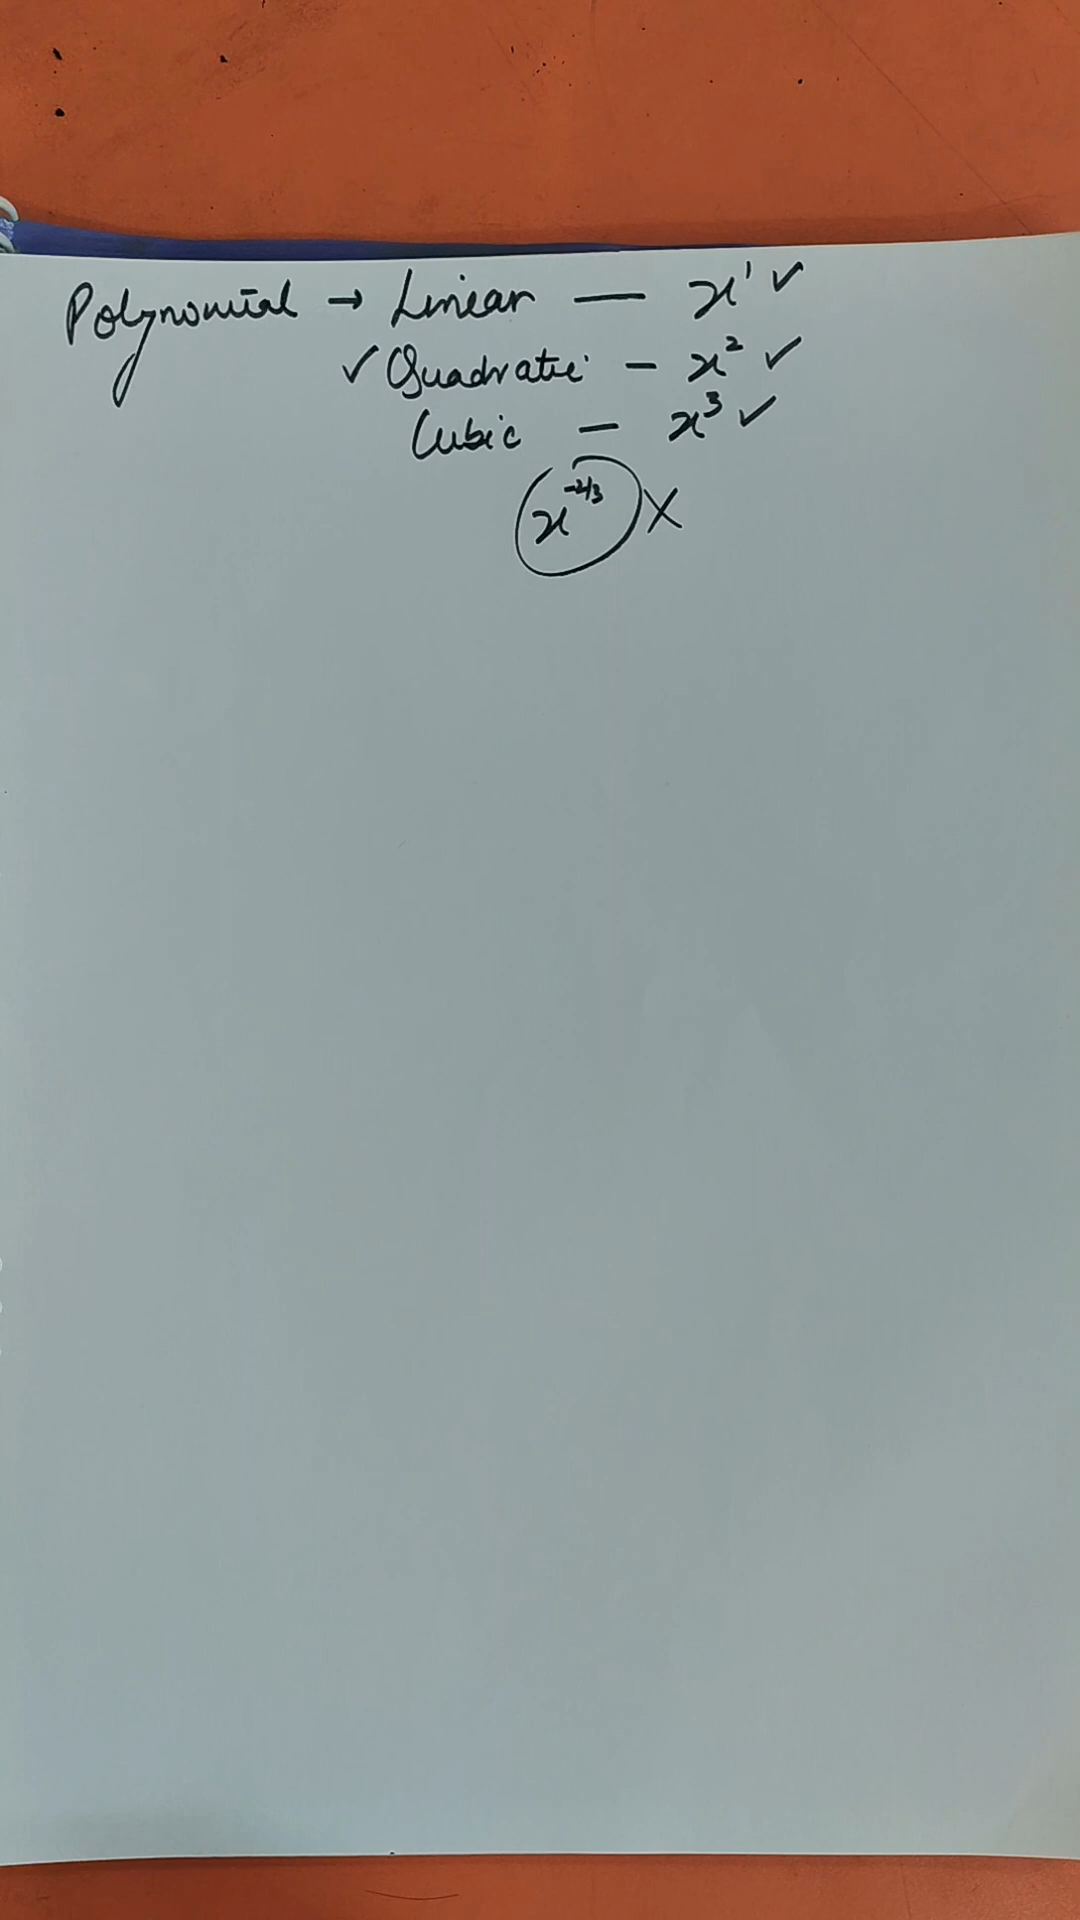 Polynomial → Linear — x¹ ✓
✓ Quadratic - x² ✓
Cubic - x³ ✓
x^-2/3 X